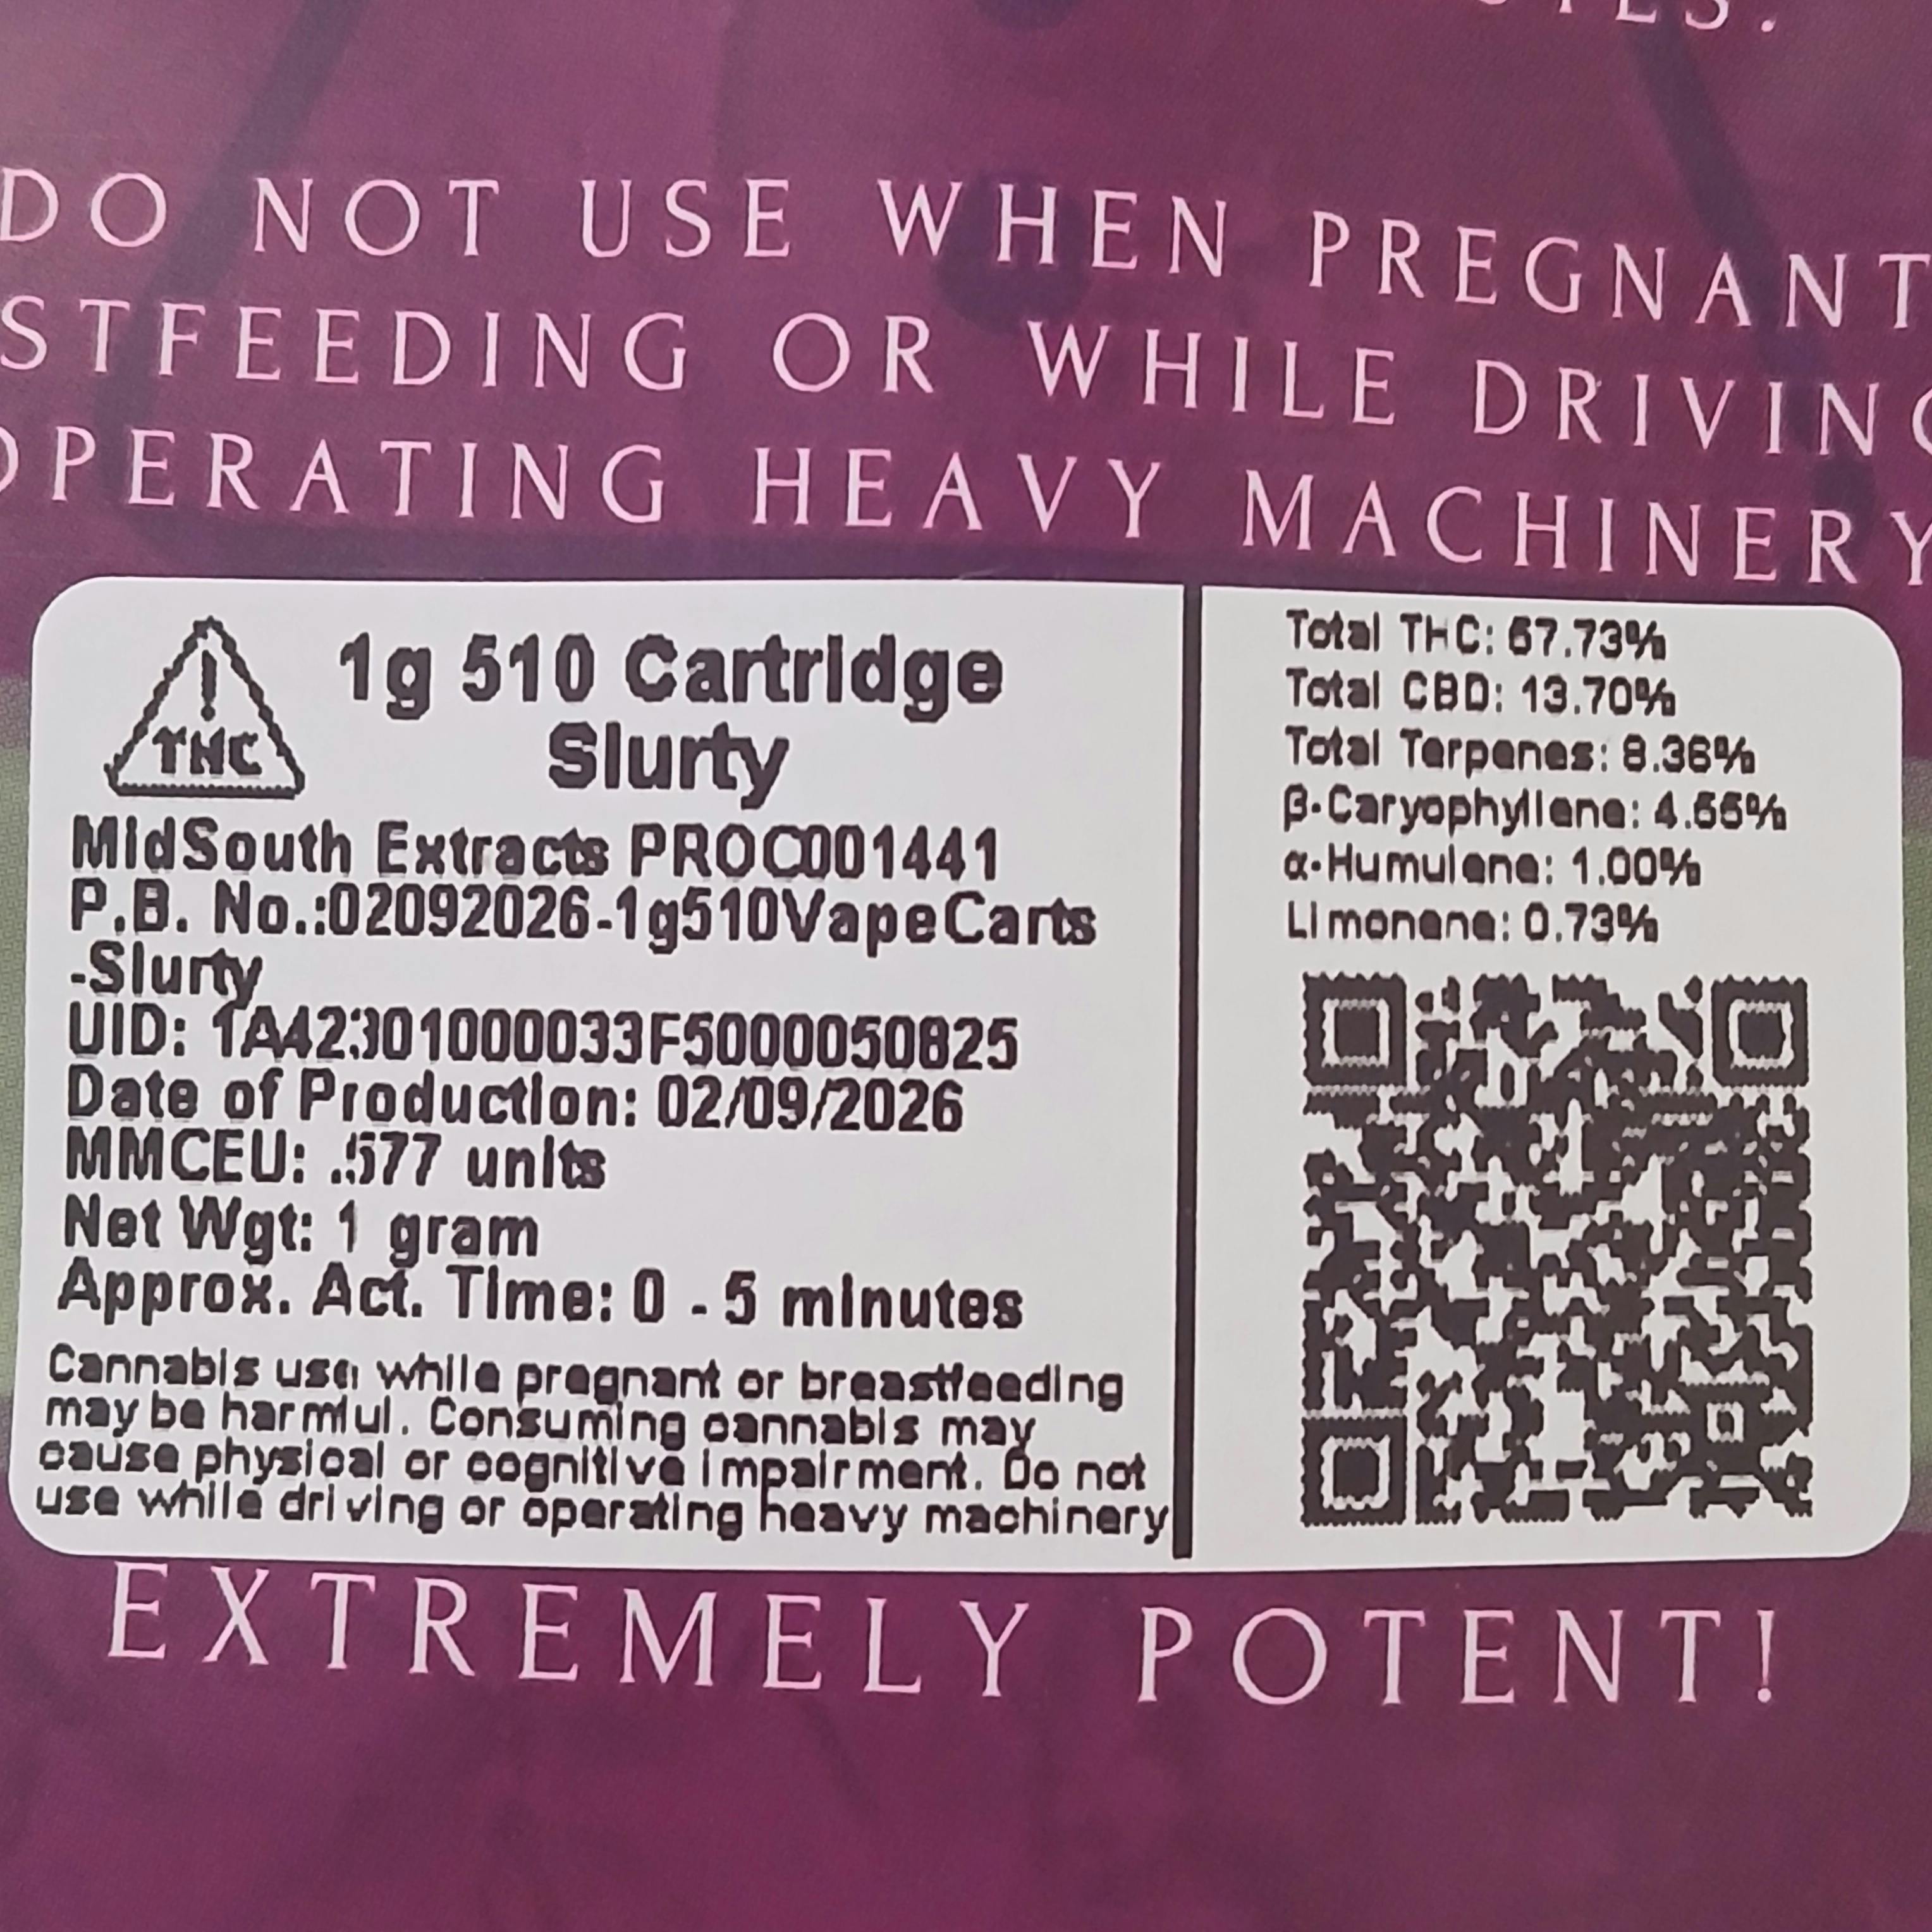 DO NOT USE WHEN PREGNANT
STFEEDING OR WHILE DRIVING
OPERATING HEAVY MACHINERY
THC
1g 510 Cartridge
Slurty
MidSouth Extracts PROC001441
P.B. No.:02092026-1g510VapeCarts
-Slurty
UID: 1A42301000033F5000050825
Date of Production: 02/09/2026
MMCEU: .577 units
Net Wgt: 1 gram
Approx. Act. Time: 0 - 5 minutes
Cannabis use while pregnant or breastfeeding
may be harmful. Consuming cannabis may
cause physical or cognitive impairment. Do not
use while driving or operating heavy machinery
Total THC: 67.73%
Total CBD: 13.70%
Total Terpenes: 8.36%
β-Caryophyllene: 4.55%
α-Humulene: 1.00%
Limonene: 0.73%
EXTREMELY POTENT!